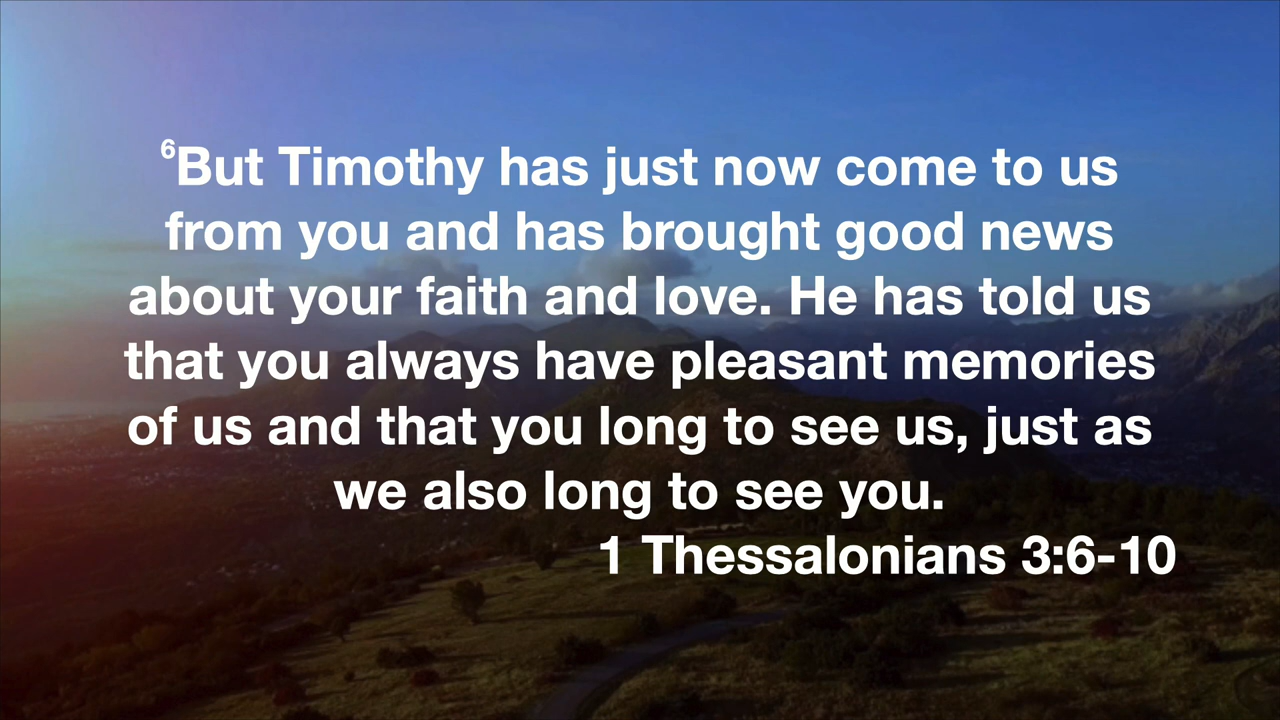 ⁶But Timothy has just now come to us
from you and has brought good news
about your faith and love. He has told us
that you always have pleasant memories
of us and that you long to see us, just as
we also long to see you.
1 Thessalonians 3:6-10